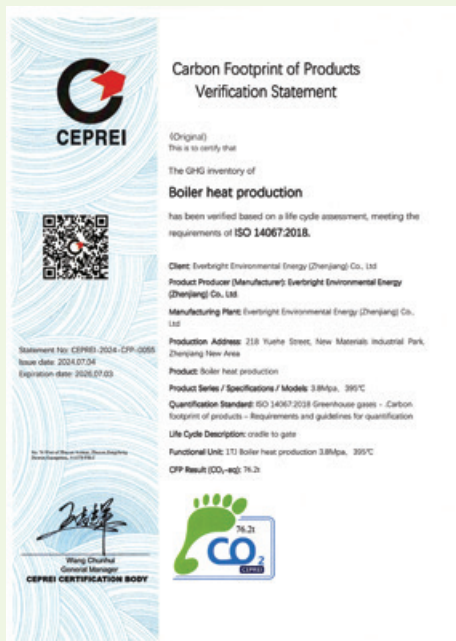 CEPREI
Carbon Footprint of Products
Verification Statement
(Original)
This is to certify that
The GHG inventory of
Boiler heat production
has been verified based on a life cycle assessment, meeting the
requirements of ISO 14067:2018.
Client: Everbright Environmental Energy (Zhenjiang) Co., Ltd
Product Producer (Manufacturer): Everbright Environmental Energy
(Zhenjiang) Co., Ltd.
Manufacturing Plant: Everbright Environmental Energy (Zhenjiang) Co.,
Ltd
Production Address: 218 Yuehe Street, New Materials Industrial Park,
Zhenjiang New Area
Product: Boiler heat production
Product Series / Specifications / Models: 3.8Mpa, 395℃
Quantification Standard: ISO 14067:2018 Greenhouse gases - .Carbon
footprint of products – Requirements and guidelines for quantification
Life Cycle Description: cradle to gate
Functional Unit: 1TJ Boiler heat production 3.8Mpa, 395℃
CFP Result (CO₂-eq): 76.2t
Statement No: CEPREI-2024-CFP-0055
Issue date: 2024.07.04
Expiration date: 2026.07.03
Wang Chunhui
General Manager
CEPREI CERTIFICATION BODY
76.2t
CO2
CEPREI